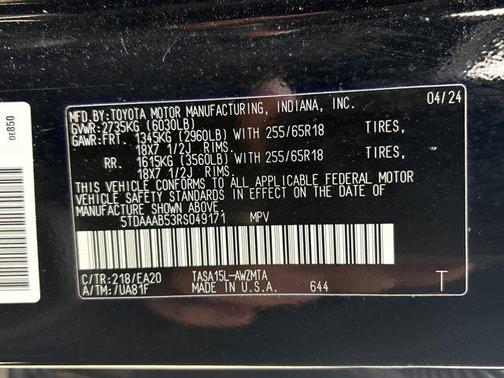 MFD.BY:TOYOTA MOTOR MANUFACTURING, INDIANA, INC. 04/24
GVWR:2735KG (6030LB)
GAWR:FRT. 1345KG (2960LB) WITH 255/65R18 TIRES,
18X7 1/2J RIMS.
RR. 1615KG (3560LB) WITH 255/65R18 TIRES,
18X7 1/2J RIMS.
THIS VEHICLE CONFORMS TO ALL APPLICABLE FEDERAL MOTOR
VEHICLE SAFETY STANDARDS IN EFFECT ON THE DATE OF
MANUFACTURE SHOWN ABOVE.
5TDAAAB53RS049171 MPV
C/TR:218/EA20 TASA15L-AWZMTA
A/TM:/UA81F MADE IN U.S.A. 644 T
0E850